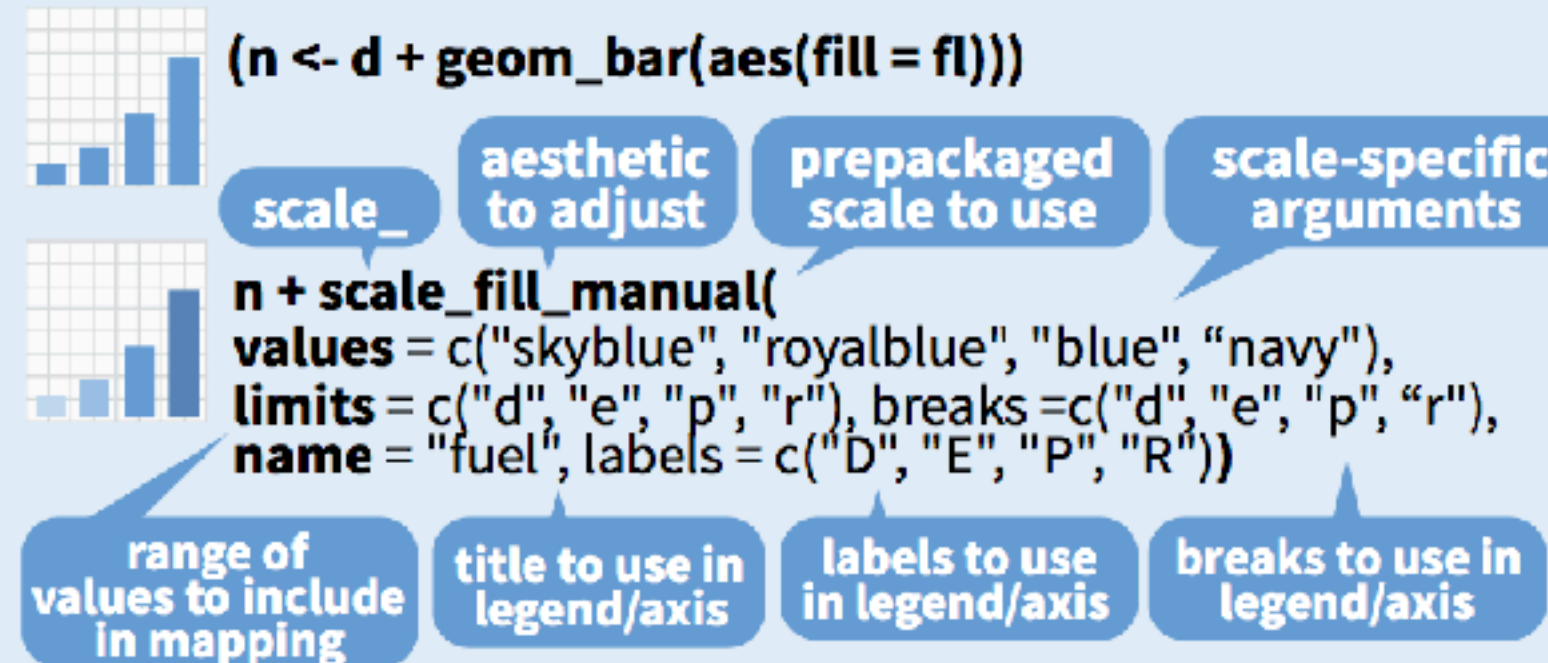 (n <- d + geom_bar(aes(fill = fl)))
scale_
aesthetic
to adjust
prepackaged
scale to use
scale-specific
arguments
n + scale_fill_manual(
values = c("skyblue", "royalblue", "blue", “navy"),
limits = c("d", "e", "p", "r"), breaks =c("d", "e", "p", “r"),
name = "fuel", labels = c("D", "E", "P", "R"))
range of
values to include
in mapping
title to use in
legend/axis
labels to use
in legend/axis
breaks to use in
legend/axis